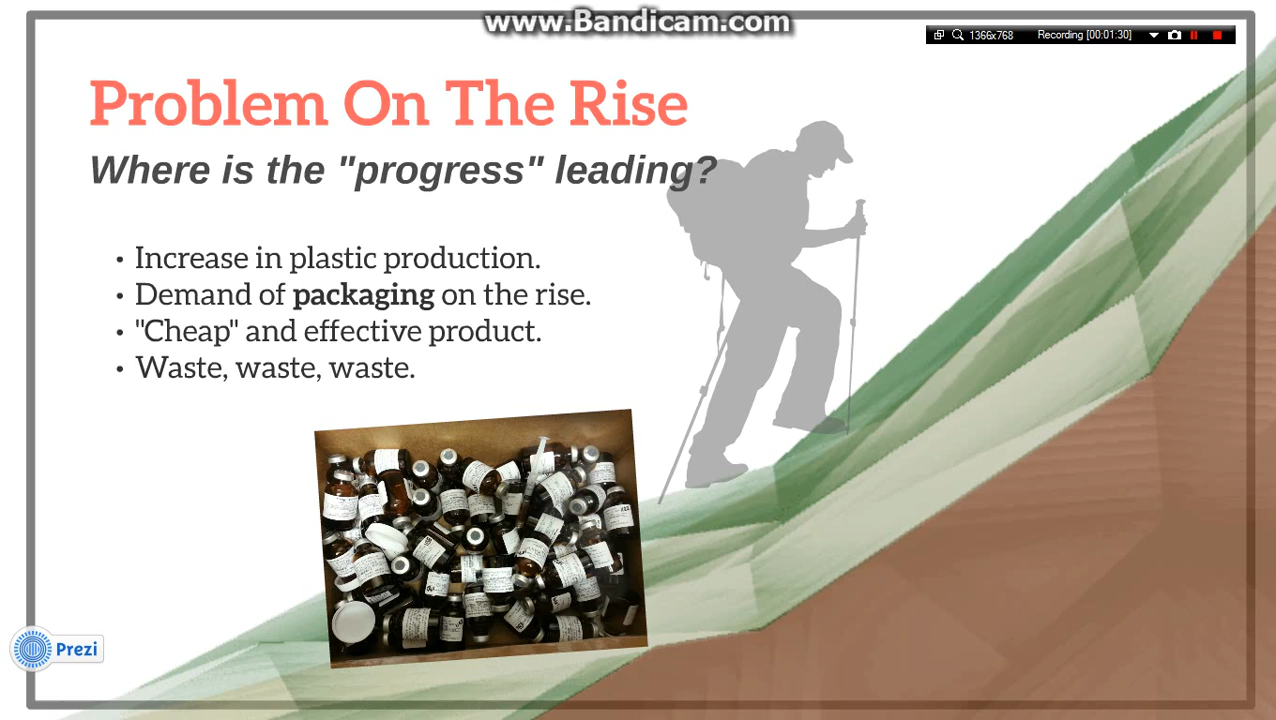 www.Bandicam.com
1366x768 Recording [00:01:30]
Problem On The Rise
Where is the "progress" leading?
• Increase in plastic production.
• Demand of packaging on the rise.
• "Cheap" and effective product.
• Waste, waste, waste.
Prezi